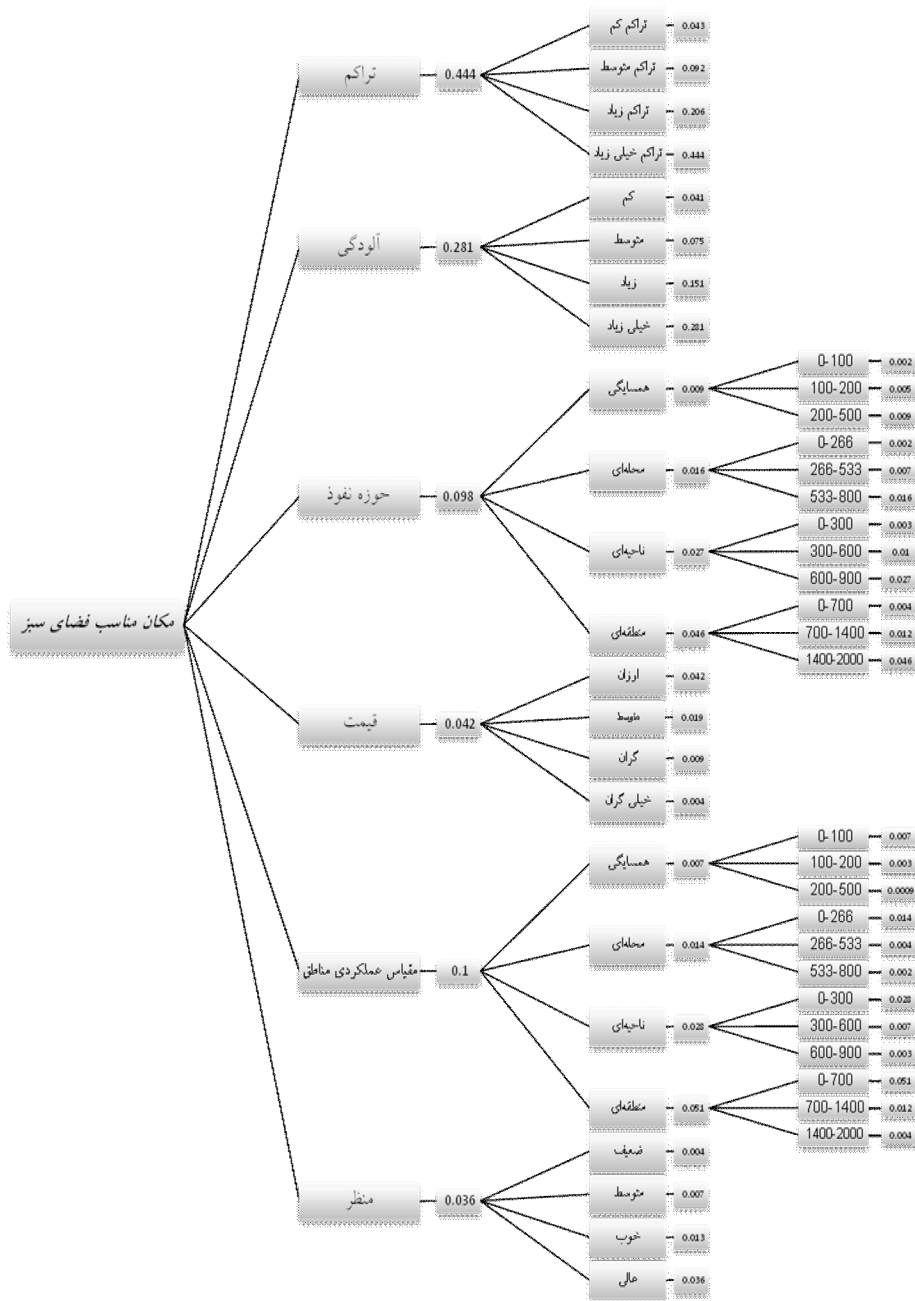 مکان مناسب فضای سبز
تراکم
0.444
تراکم کم
0.043
تراکم متوسط
0.092
تراکم زیاد
0.206
تراکم خیلی زیاد
0.444
آلودگی
0.281
کم
0.041
متوسط
0.075
زیاد
0.151
خیلی زیاد
0.281
حوزه نفوذ
0.098
همسایگی
0.009
0-100
0.002
100-200
0.005
200-500
0.009
محله‌ای
0.016
0-266
0.002
266-533
0.007
533-800
0.016
ناحیه‌ای
0.027
0-300
0.003
300-600
0.01
600-900
0.027
منطقه‌ای
0.046
0-700
0.004
700-1400
0.012
1400-2000
0.046
قیمت
0.042
ارزان
0.042
متوسط
0.019
گران
0.009
خیلی گران
0.004
مقیاس عملکردی مناطق
0.1
همسایگی
0.007
0-100
0.007
100-200
0.003
200-500
0.0009
محله‌ای
0.014
0-266
0.014
266-533
0.004
533-800
0.002
ناحیه‌ای
0.028
0-300
0.028
300-600
0.007
600-900
0.003
منطقه‌ای
0.051
0-700
0.051
700-1400
0.012
1400-2000
0.004
منظر
0.036
ضعیف
0.004
متوسط
0.007
خوب
0.013
عالی
0.036